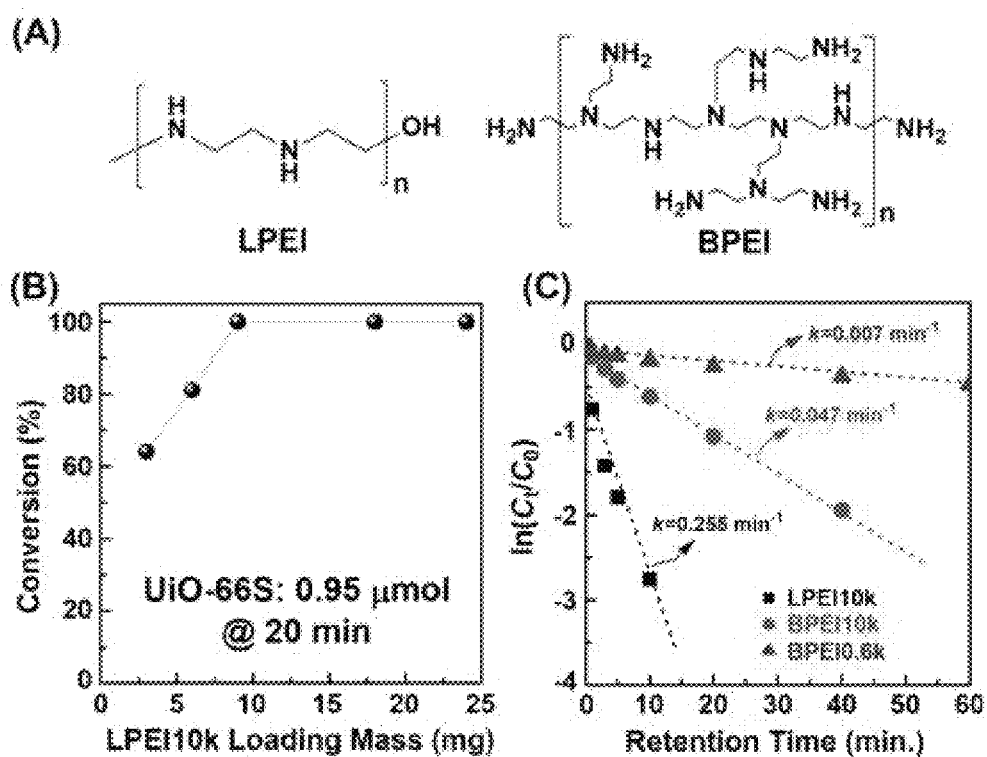 (A)
H
N
N
H
OH
n
LPEI
NH₂
N
H
NH₂
H₂N
N
N
H
N
N
H
N
NH₂
H₂N
N
NH₂
n
BPEI
(B)
Conversion (%)
100
80
60
40
20
0
UiO-66S: 0.95 μmol
@ 20 min
0 5 10 15 20 25
LPEI10k Loading Mass (mg)
(C)
ln(Cₜ/C₀)
0
-1
-2
-3
-4
k=0.007 min⁻¹
k=0.047 min⁻¹
k=0.255 min⁻¹
LPEI10k
BPEI10k
BPEI0.6k
0 10 20 30 40 50 60
Retention Time (min.)